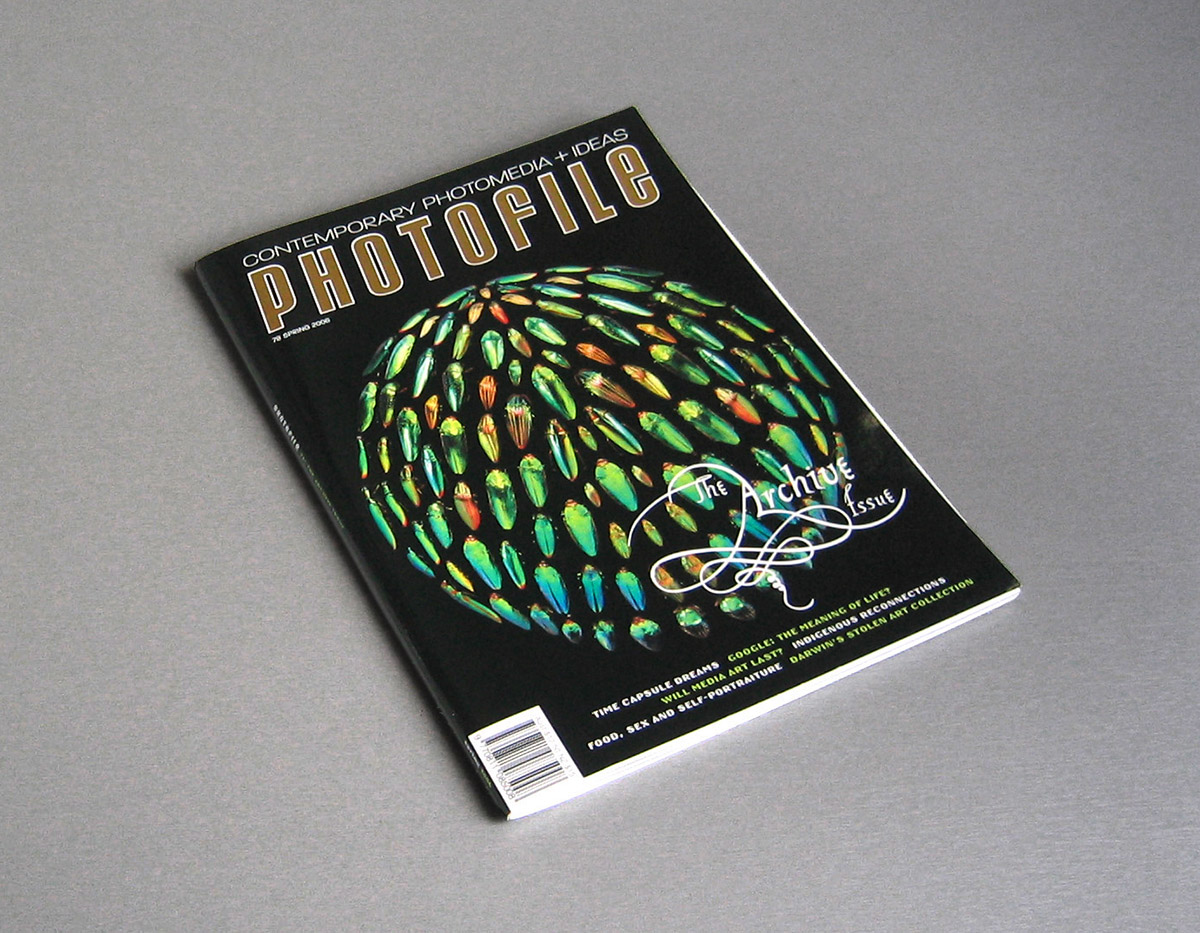 CONTEMPORARY PHOTOMEDIA + IDEAS
PHOTOFILE
78 SPRING 2006
PHOTOFILE
The Archive Issue
TIME CAPSULE DREAMS GOOGLE: THE MEANING OF LIFE?
WILL MEDIA ART LAST? INDIGENOUS RECONNECTIONS
FOOD, SEX AND SELF-PORTRAITURE DARWIN'S STOLEN ART COLLECTION